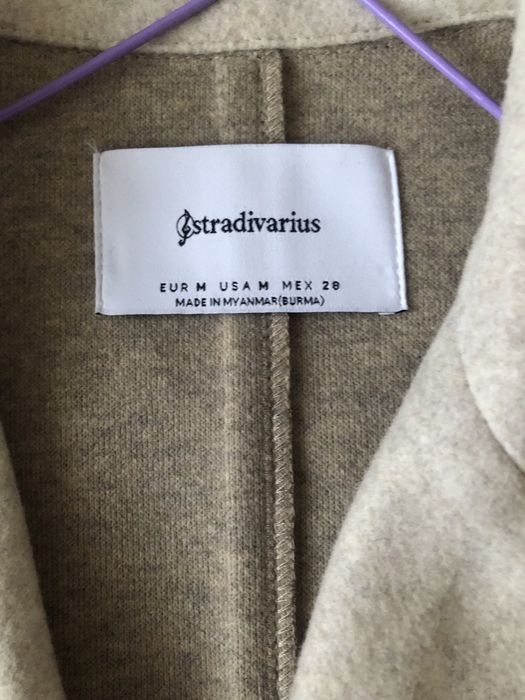 stradivarius
EUR M USA M MEX 28
MADE IN MYANMAR(BURMA)